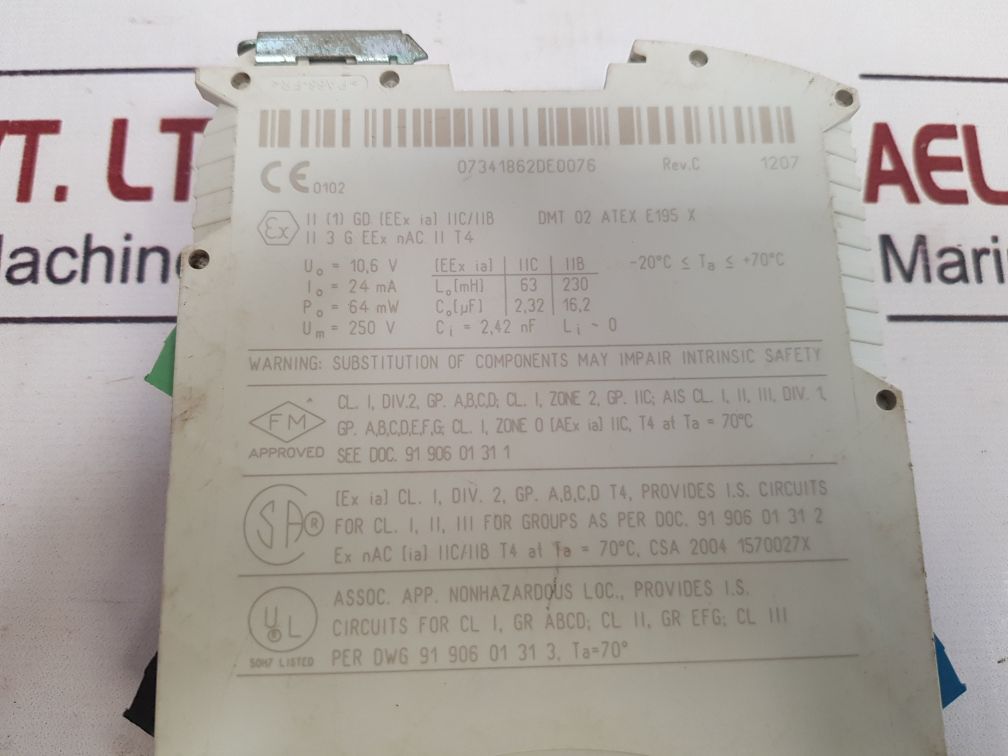 07341862DE0076 Rev.C 1207
CE 0102
Ex II (1) GD [EEx ia] IIC/IIB DMT 02 ATEX E195 X
II 3 G EEx nAC II T4
Uo = 10,6 V [EEx ia] IIC IIB -20°C ≤ Ta ≤ +70°C
Io = 24 mA Lo[mH] 63 230
Po = 64 mW Co[µF] 2,32 16,2
Um = 250 V Ci = 2,42 nF Li ~ 0
WARNING: SUBSTITUTION OF COMPONENTS MAY IMPAIR INTRINSIC SAFETY
CL. I, DIV.2, GP. A,B,C,D; CL. I, ZONE 2, GP. IIC; AIS CL. I, II, III, DIV. 1,
FM GP. A,B,C,D,E,F,G; CL. I, ZONE 0 [AEx ia] IIC, T4 at Ta = 70°C
APPROVED SEE DOC. 91 906 01 31 1
[Ex ia] CL. I, DIV. 2, GP. A,B,C,D T4, PROVIDES I.S. CIRCUITS
SA® FOR CL. I, II, III FOR GROUPS AS PER DOC. 91 906 01 31 2
Ex nAC [ia] IIC/IIB T4 at Ta = 70°C, CSA 2004 1570027X
ASSOC. APP. NONHAZARDOUS LOC., PROVIDES I.S.
UL® CIRCUITS FOR CL I, GR ABCD; CL II, GR EFG; CL III
50H7 LISTED PER DWG 91 906 01 31 3, Ta=70°
VT. LT
AEL
achine
Mari